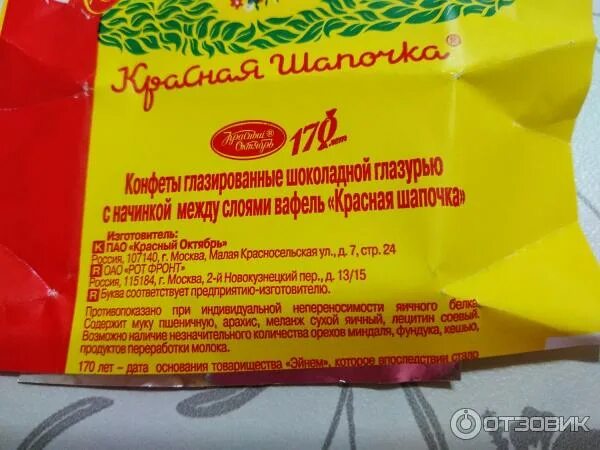 Красная Шапочка®
Красный Октябрь®
170 лет
Конфеты глазированные шоколадной глазурью
с начинкой между слоями вафель «Красная шапочка»
Изготовитель:
К ПАО «Красный Октябрь»
Россия, 107140, г. Москва, Малая Красносельская ул., д. 7, стр. 24
R ОАО «РОТ ФРОНТ»
Россия, 115184, г. Москва, 2-й Новокузнецкий пер., д. 13/15
R Буква соответствует предприятию-изготовителю.
Противопоказано при индивидуальной непереносимости яичного белка.
Содержит муку пшеничную, арахис, меланж сухой яичный, лецитин соевый.
Возможно наличие незначительного количества орехов миндаля, фундука, кешью,
продуктов переработки молока.
170 лет – дата основания товарищества "Эйнем", которое впоследствии стало
ОТЗОВИК